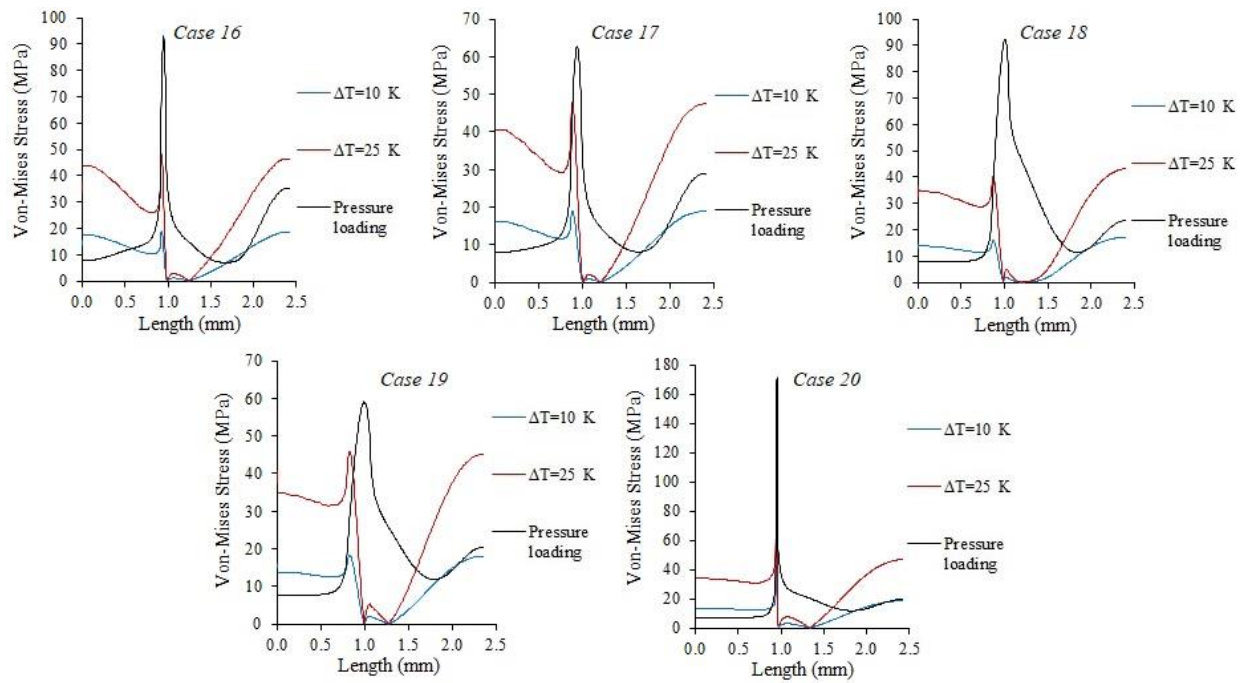 Case 16
Von-Mises Stress (MPa)
100
90
80
70
60
50
40
30
20
10
0
0.0 0.5 1.0 1.5 2.0 2.5
Length (mm)
ΔT=10 K
ΔT=25 K
Pressure
loading
Case 17
Von-Mises Stress (MPa)
70
60
50
40
30
20
10
0
0.0 0.5 1.0 1.5 2.0 2.5
Length (mm)
ΔT=10 K
ΔT=25 K
Pressure
loading
Case 18
Von-Mises Stress (MPa)
100
90
80
70
60
50
40
30
20
10
0
0.0 0.5 1.0 1.5 2.0 2.5
Length (mm)
ΔT=10 K
ΔT=25 K
Pressure
loading
Case 19
Von-Mises Stress (MPa)
70
60
50
40
30
20
10
0
0.0 0.5 1.0 1.5 2.0 2.5
Length (mm)
ΔT=10 K
ΔT=25 K
Pressure
loading
Case 20
Von-Mises Stress (MPa)
180
160
140
120
100
80
60
40
20
0
0.0 0.5 1.0 1.5 2.0 2.5
Length (mm)
ΔT=10 K
ΔT=25 K
Pressure
loading